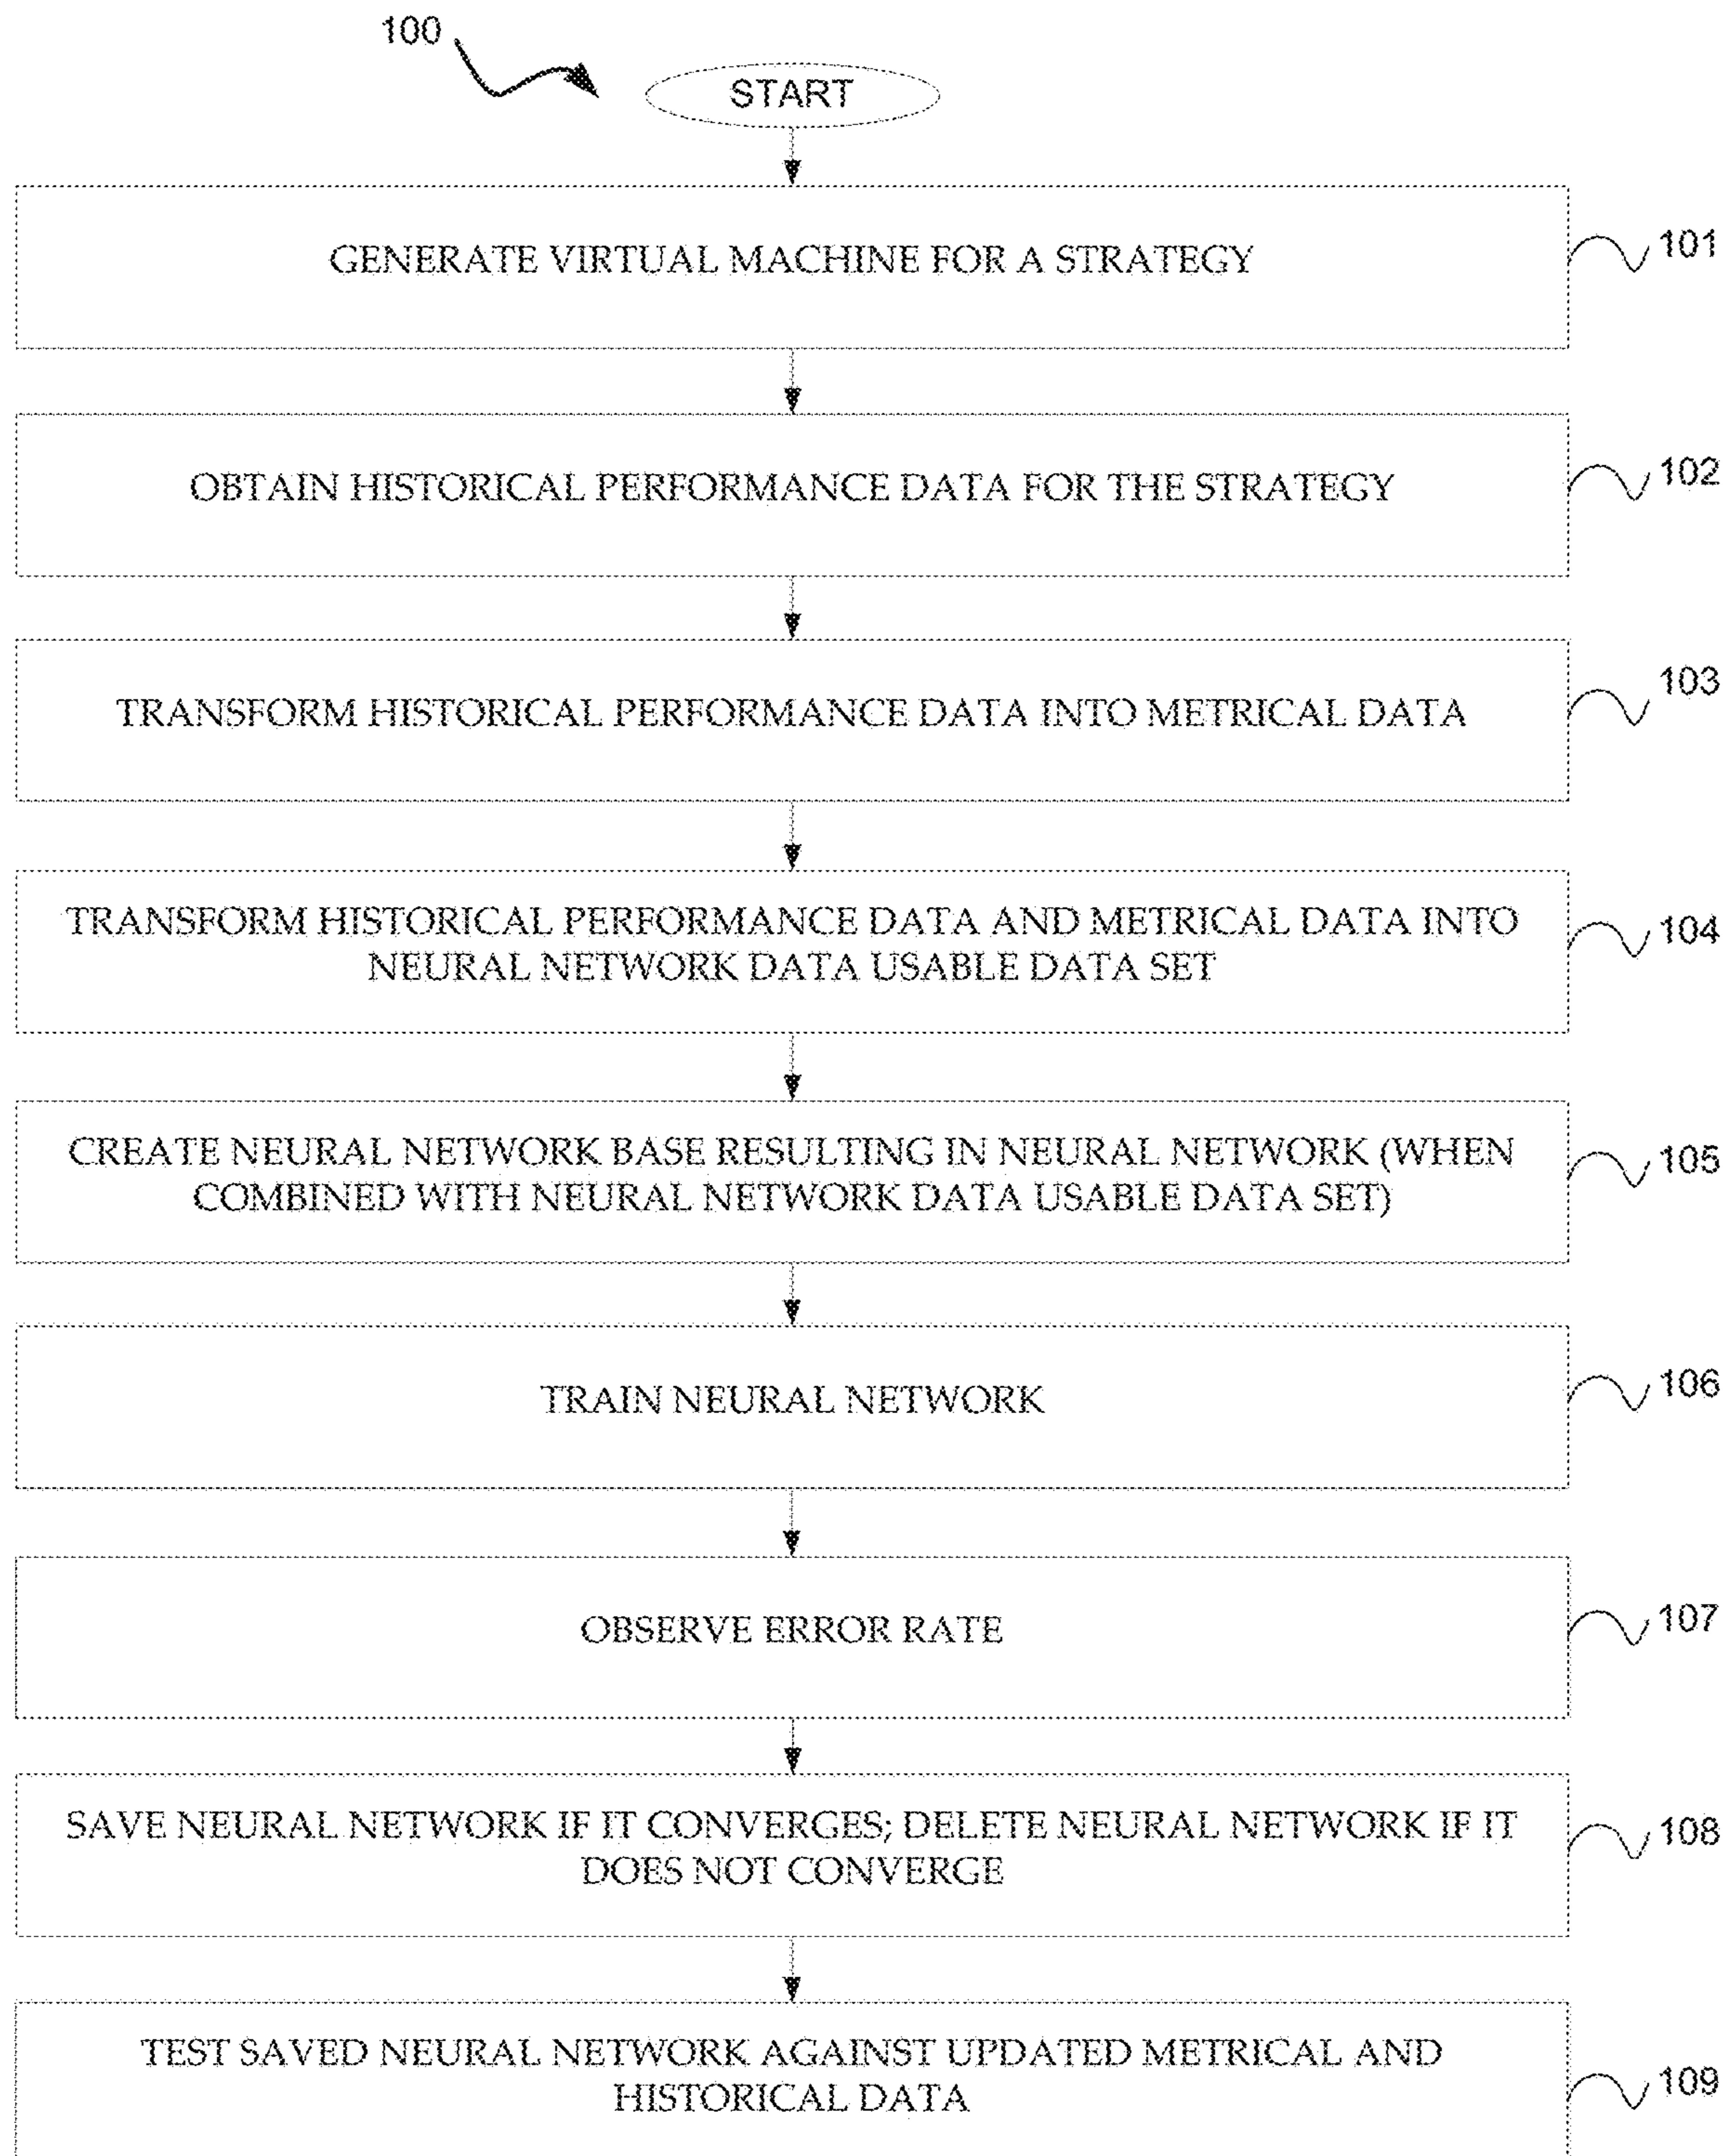 100
START
GENERATE VIRTUAL MACHINE FOR A STRATEGY
101
OBTAIN HISTORICAL PERFORMANCE DATA FOR THE STRATEGY
102
TRANSFORM HISTORICAL PERFORMANCE DATA INTO METRICAL DATA
103
TRANSFORM HISTORICAL PERFORMANCE DATA AND METRICAL DATA INTO
NEURAL NETWORK DATA USABLE DATA SET
104
CREATE NEURAL NETWORK BASE RESULTING IN NEURAL NETWORK (WHEN
COMBINED WITH NEURAL NETWORK DATA USABLE DATA SET)
105
TRAIN NEURAL NETWORK
106
OBSERVE ERROR RATE
107
SAVE NEURAL NETWORK IF IT CONVERGES; DELETE NEURAL NETWORK IF IT
DOES NOT CONVERGE
108
TEST SAVED NEURAL NETWORK AGAINST UPDATED METRICAL AND
HISTORICAL DATA
109